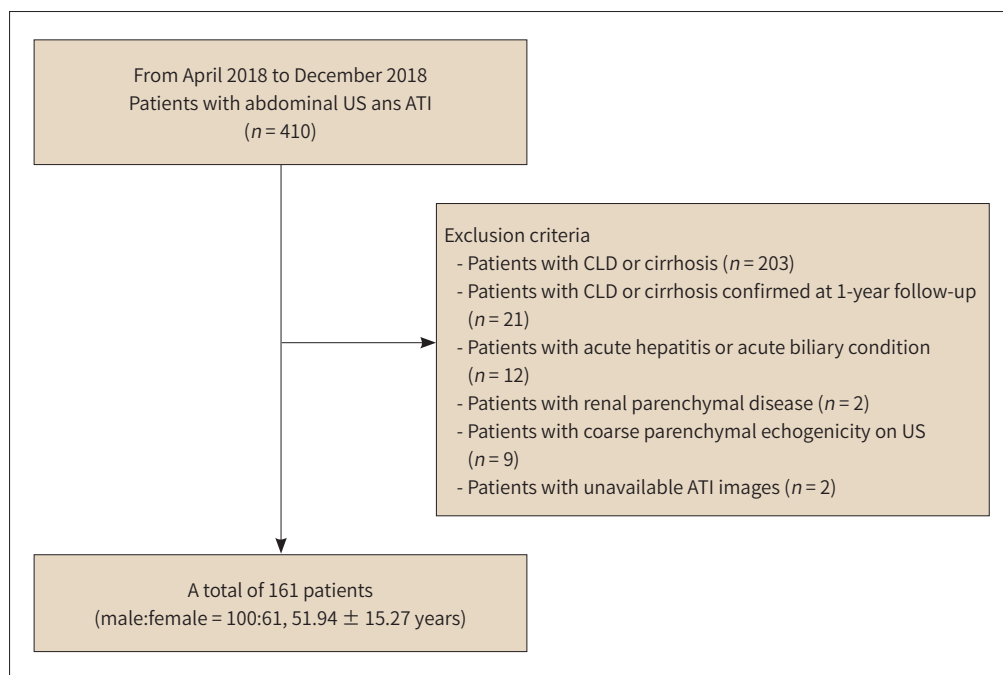 From April 2018 to December 2018
Patients with abdominal US ans ATI
(n = 410)
Exclusion criteria
- Patients with CLD or cirrhosis (n = 203)
- Patients with CLD or cirrhosis confirmed at 1-year follow-up
(n = 21)
- Patients with acute hepatitis or acute biliary condition
(n = 12)
- Patients with renal parenchymal disease (n = 2)
- Patients with coarse parenchymal echogenicity on US
(n = 9)
- Patients with unavailable ATI images (n = 2)
A total of 161 patients
(male:female = 100:61, 51.94 ± 15.27 years)